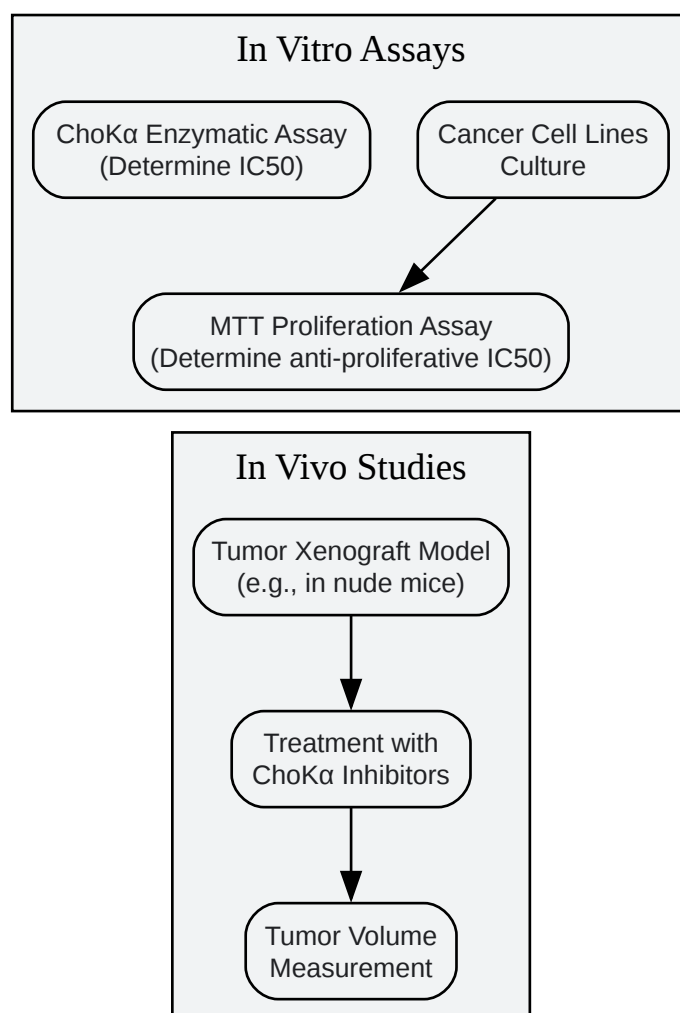 In Vitro Assays
ChoKα Enzymatic Assay
(Determine IC50)
Cancer Cell Lines
Culture
MTT Proliferation Assay
(Determine anti-proliferative IC50)
In Vivo Studies
Tumor Xenograft Model
(e.g., in nude mice)
Treatment with
ChoKα Inhibitors
Tumor Volume
Measurement